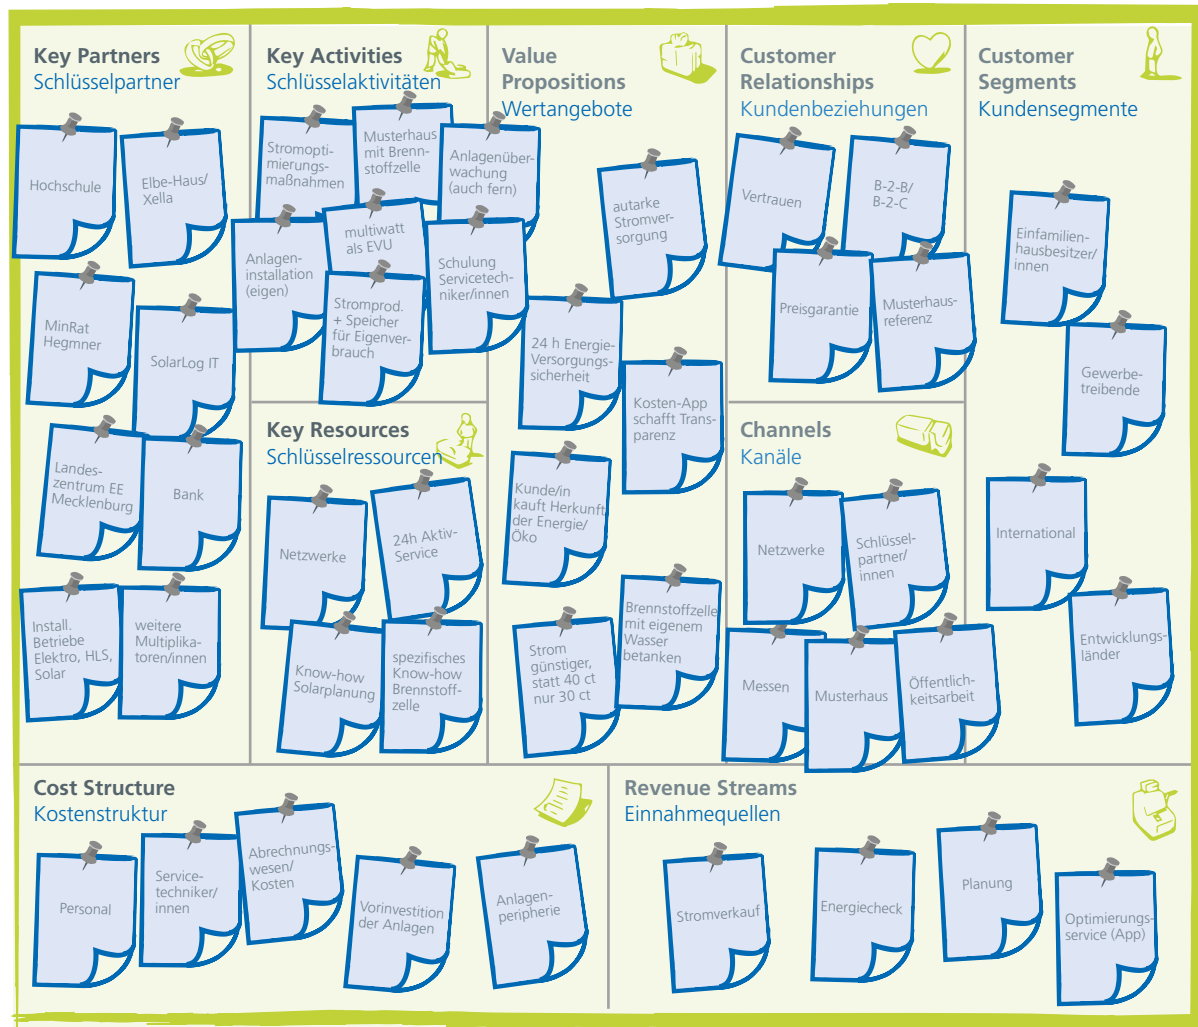 Key Partners
Schlüsselpartner
Hochschule
Elbe-Haus/
Xella
MinRat
Hegmner
SolarLog IT
Landes-
zentrum EE
Mecklenburg
Bank
Install.
Betriebe
Elektro, HLS,
Solar
weitere
Multiplika-
toren/innen
Key Activities
Schlüsselaktivitäten
Stromopti-
mierungs-
maßnahmen
Musterhaus
mit Brenn-
stoffzelle
Anlagenüber-
wachung
(auch fern)
Anlagen-
installation
(eigen)
multiwatt
als EVU
Schulung
Servicetech-
niker/innen
Stromprod.
+ Speicher
für Eigenver-
brauch
Key Resources
Schlüsselressourcen
Netzwerke
24h Aktiv-
Service
Know-how
Solarplanung
spezifisches
Know-how
Brennstoff-
zelle
Value
Propositions
Wertangebote
autarke
Stromver-
sorgung
24 h Energie-
Versorgungs-
sicherheit
Kosten-App
schafft Trans-
parenz
Kunde/in
kauft Herkunft
der Energie/
Öko
Brennstoffzelle
mit eigenem
Wasser
betanken
Strom
günstiger,
statt 40 ct
nur 30 ct
Customer
Relationships
Kundenbeziehungen
Vertrauen
B-2-B/
B-2-C
Preisgarantie
Musterhaus-
referenz
Channels
Kanäle
Netzwerke
Schlüssel-
partner/
innen
Messen
Musterhaus
Öffentlich-
keitsarbeit
Customer
Segments
Kundensegmente
Einfamilien-
hausbesitzer/
innen
Gewerbe-
treibende
International
Entwicklungs-
länder
Cost Structure
Kostenstruktur
Personal
Service-
techniker/
innen
Abrechnungs-
wesen/
Kosten
Vorinvestition
der Anlagen
Anlagen-
peripherie
Revenue Streams
Einnahmequellen
Stromverkauf
Energiecheck
Planung
Optimierungs-
service (App)